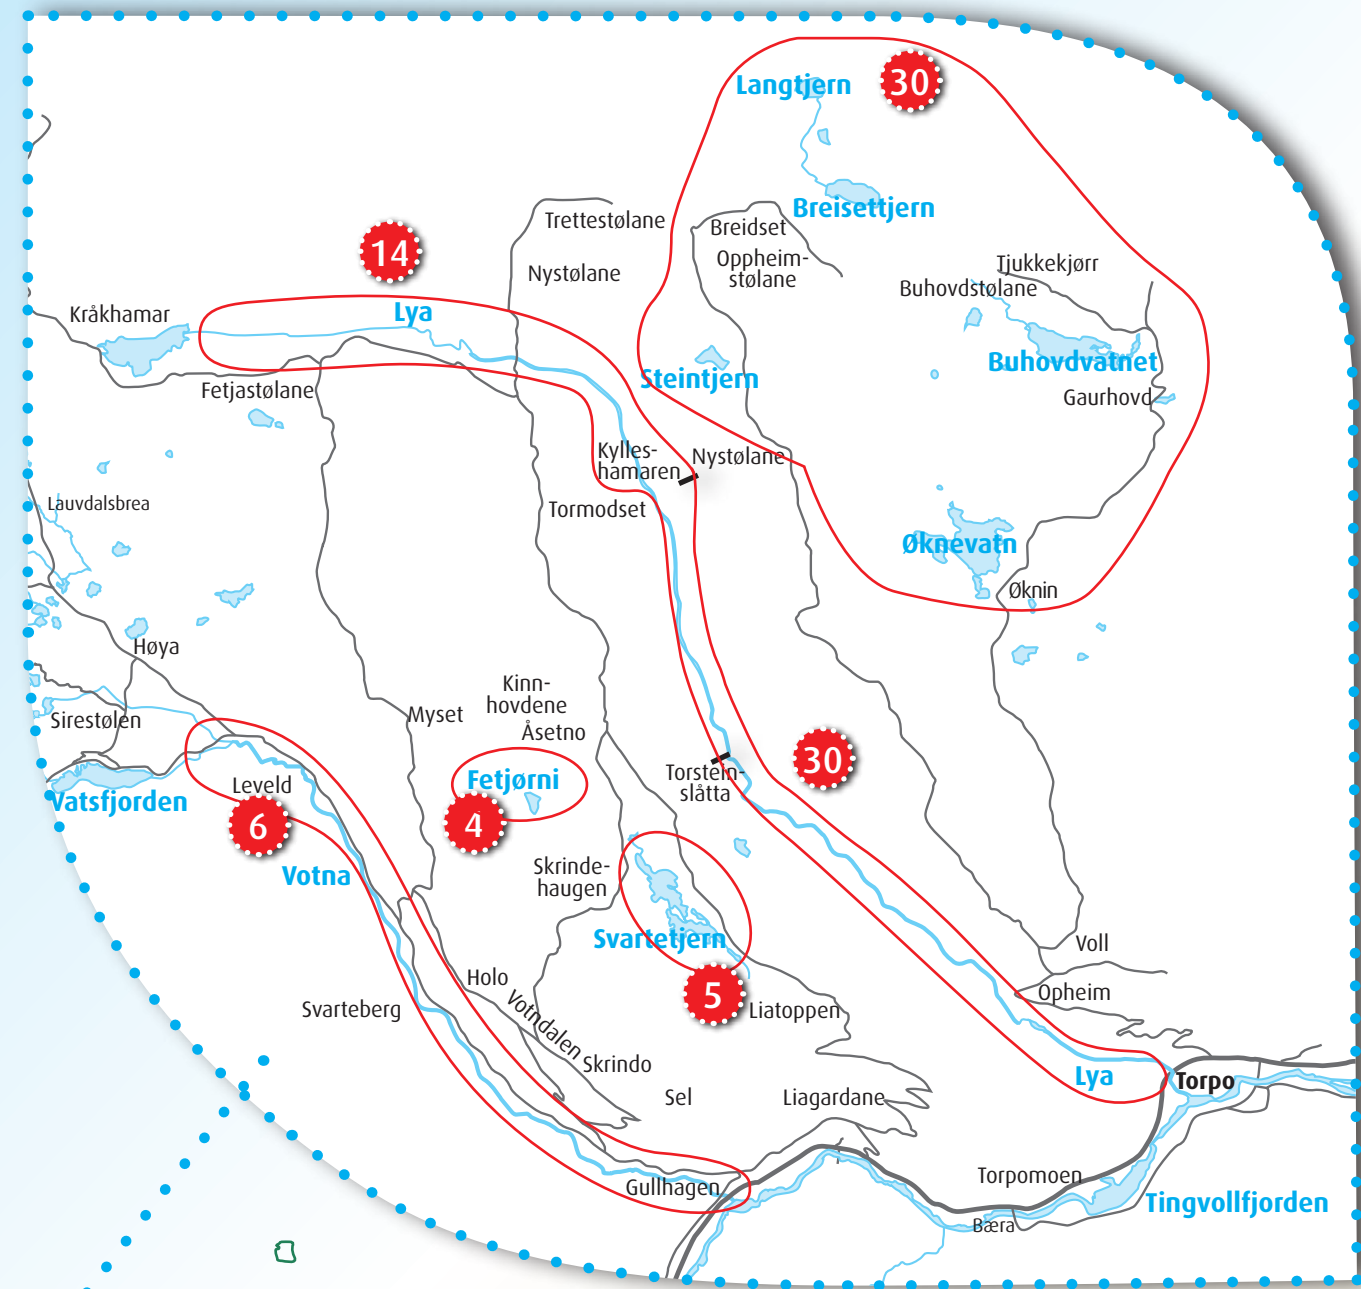 Langtjern
30
Breisettjern
Trettestølane
Breidset
14
Nystølane
Oppheim-
stølane
Tjukkekjørr
Buhovdstølane
Kråkhamar
Lya
Buhovdvatnet
Steintjern
Fetjastølane
Gaurhovd
Kylles-
hamaren
Nystølane
Lauvdalsbrea
Tormodset
Øknevatn
Øknin
Høya
Kinn-
hovdene
Sirestølen
Myset
Åsetno
30
Torstein-
slåtta
Fetjørni
Leveld
Vatsfjorden
6
4
Votna
Skrinde-
haugen
Svartetjern
Voll
Holo
5
Opheim
Svarteberg
Votndalen
Liatoppen
Skrindo
Lya
Torpo
Sel
Liagardane
Torpomoen
Gullhagen
Tingvollfjorden
Bæra